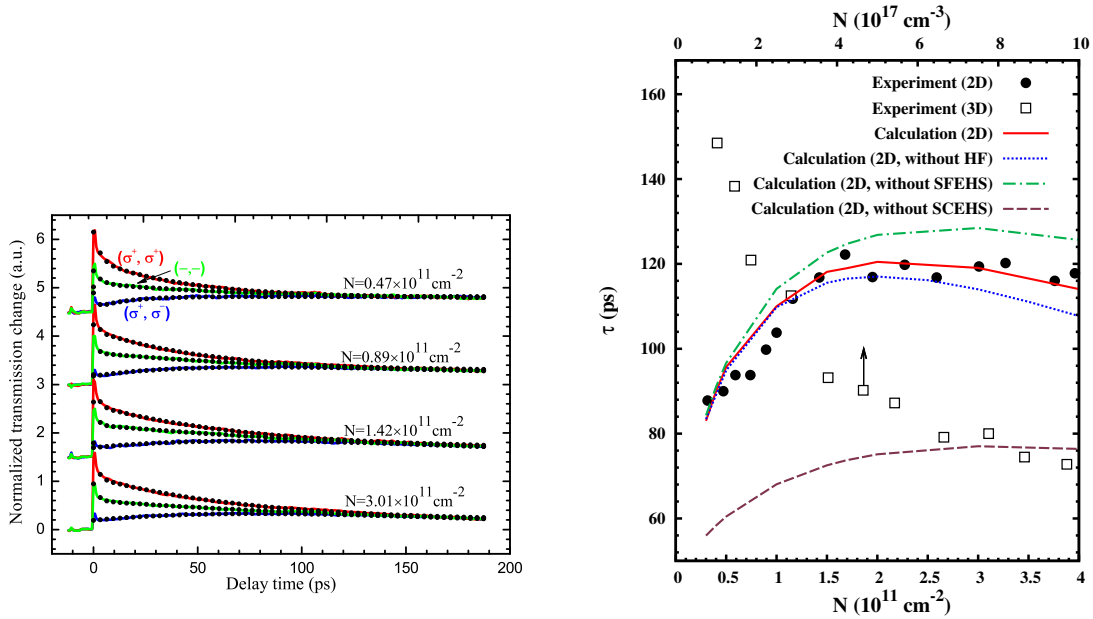 Normalized transmission change (a.u.)
6
5
4
3
2
1
0
(σ⁺, σ⁺)
(−,−)
(σ⁺, σ⁻)
N=0.47×10¹¹cm⁻²
N=0.89×10¹¹cm⁻²
N=1.42×10¹¹cm⁻²
N=3.01×10¹¹cm⁻²
0 50 100 150 200
Delay time (ps)
N (10¹⁷ cm⁻³)
0 2 4 6 8 10
τ (ps)
160
140
120
100
80
60
Experiment (2D)
Experiment (3D)
Calculation (2D)
Calculation (2D, without HF)
Calculation (2D, without SFEHS)
Calculation (2D, without SCEHS)
0 0.5 1 1.5 2 2.5 3 3.5 4
N (10¹¹ cm⁻²)